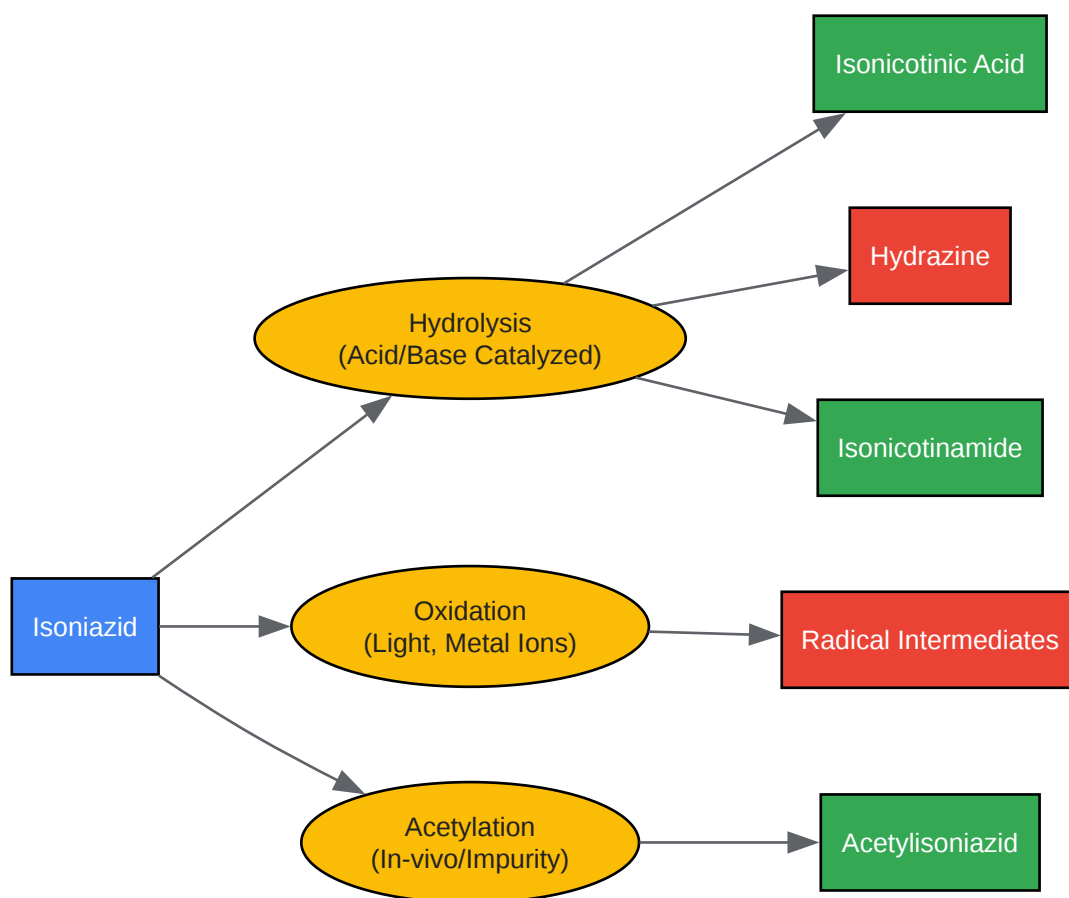 Isonicotinic Acid
Hydrazine
Hydrolysis
(Acid/Base Catalyzed)
Isonicotinamide
Isoniazid
Oxidation
(Light, Metal Ions)
Radical Intermediates
Acetylation
(In-vivo/Impurity)
Acetylisoniazid